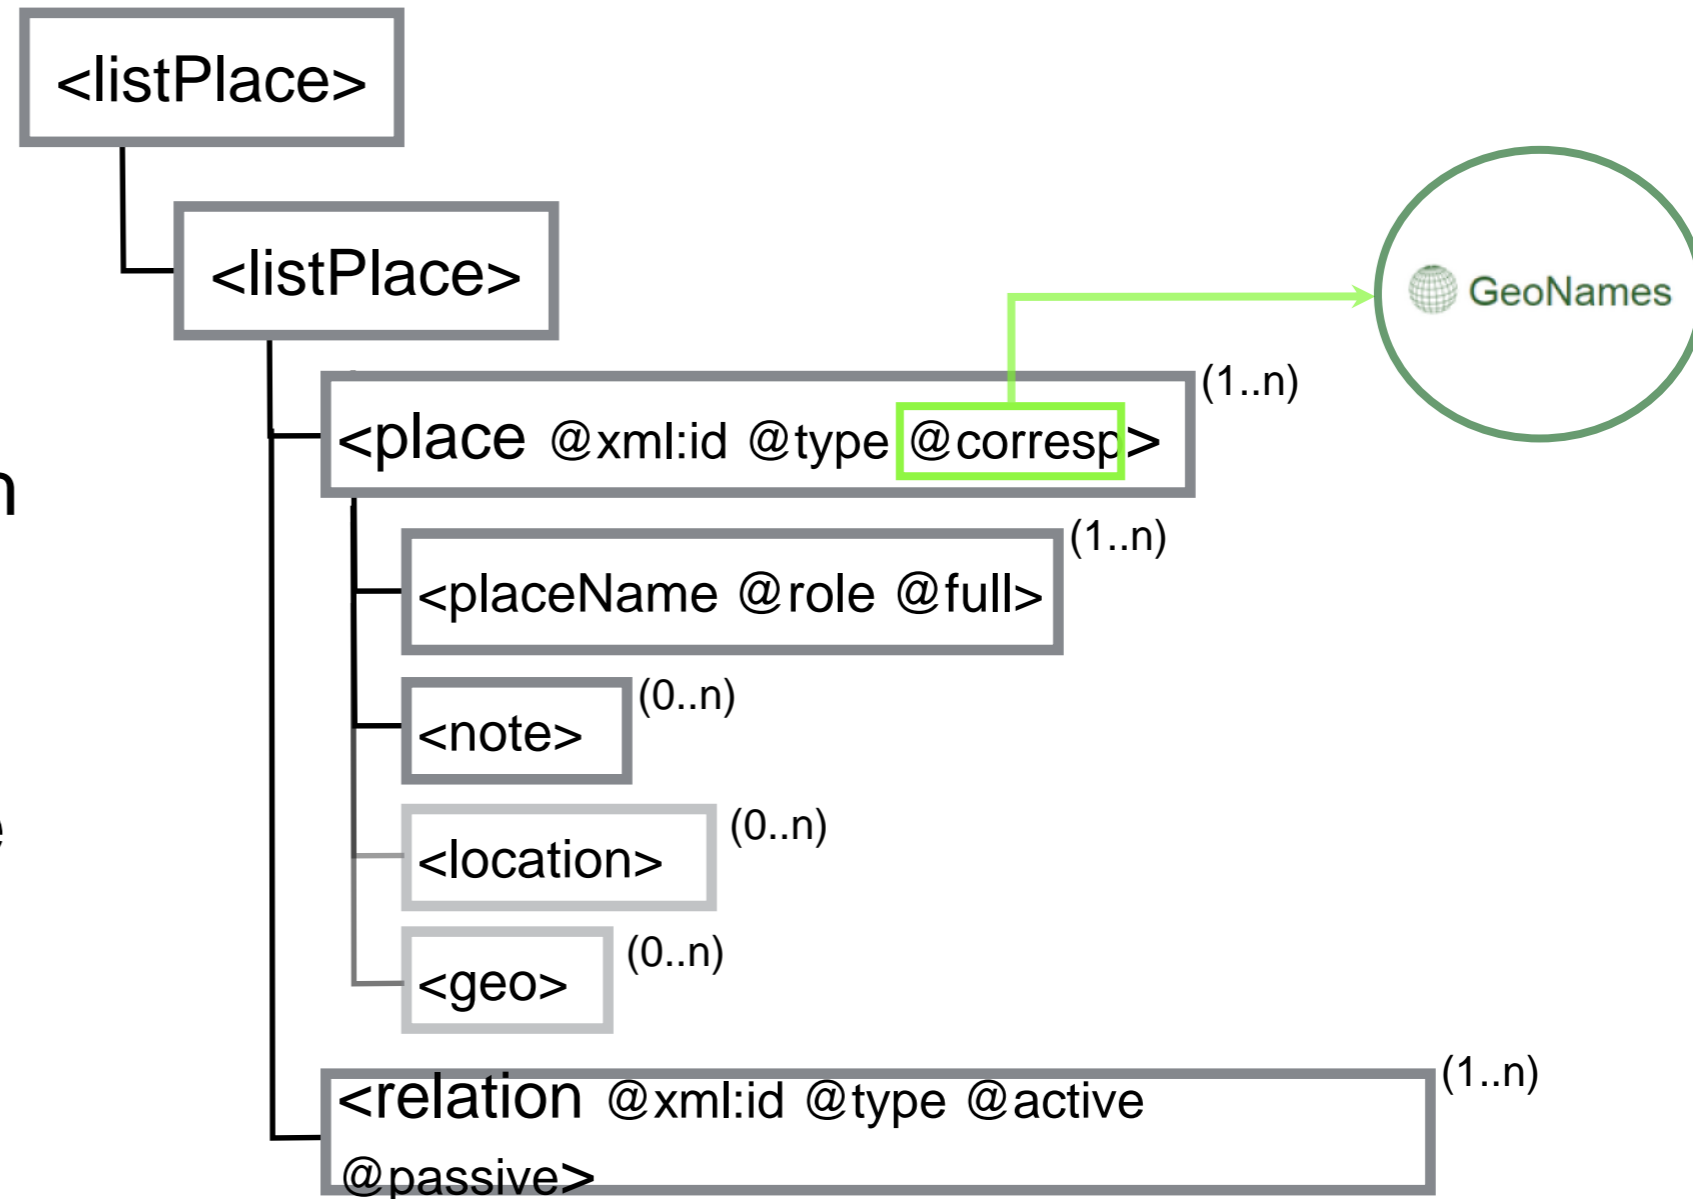 <listPlace>
<listPlace>
GeoNames
(1..n)
<place @xml:id @type @corresp>
(1..n)
<placeName @role @full>
(0..n)
<note>
(0..n)
<location>
(0..n)
<geo>
(1..n)
<relation @xml:id @type @active
@passive>